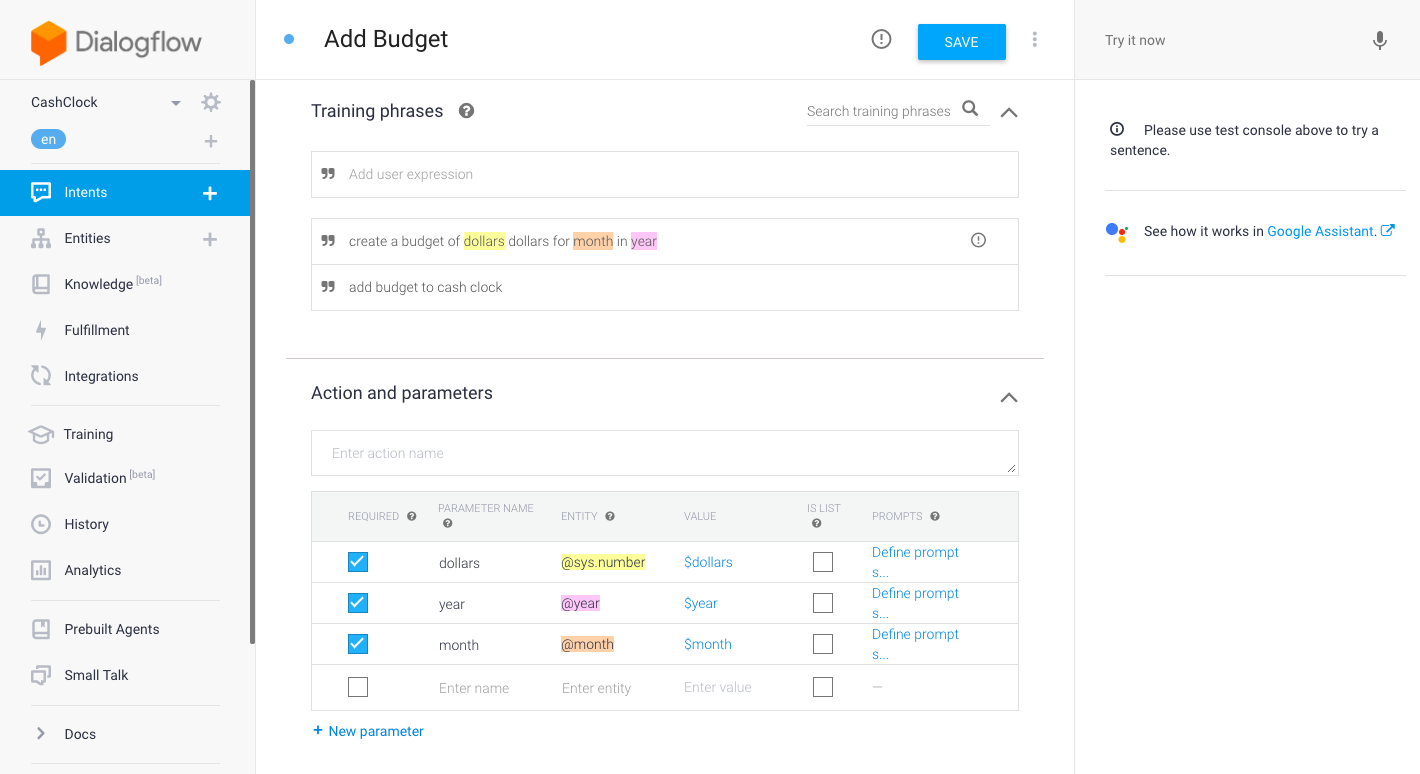 Dialogflow
CashClock
en
Intents
Entities
Knowledge [beta]
Fulfillment
Integrations
Training
Validation [beta]
History
Analytics
Prebuilt Agents
Small Talk
Docs
Add Budget
SAVE
Training phrases
Search training phrases
Add user expression
create a budget of dollars dollars for month in year
add budget to cash clock
Action and parameters
Enter action name
REQUIRED PARAMETER NAME ENTITY VALUE IS LIST PROMPTS
dollars @sys.number $dollars Define prompt
s...
year @year $year Define prompt
s...
month @month $month Define prompt
s...
Enter name Enter entity Enter value —
+ New parameter
Try it now
Please use test console above to try a
sentence.
See how it works in Google Assistant.